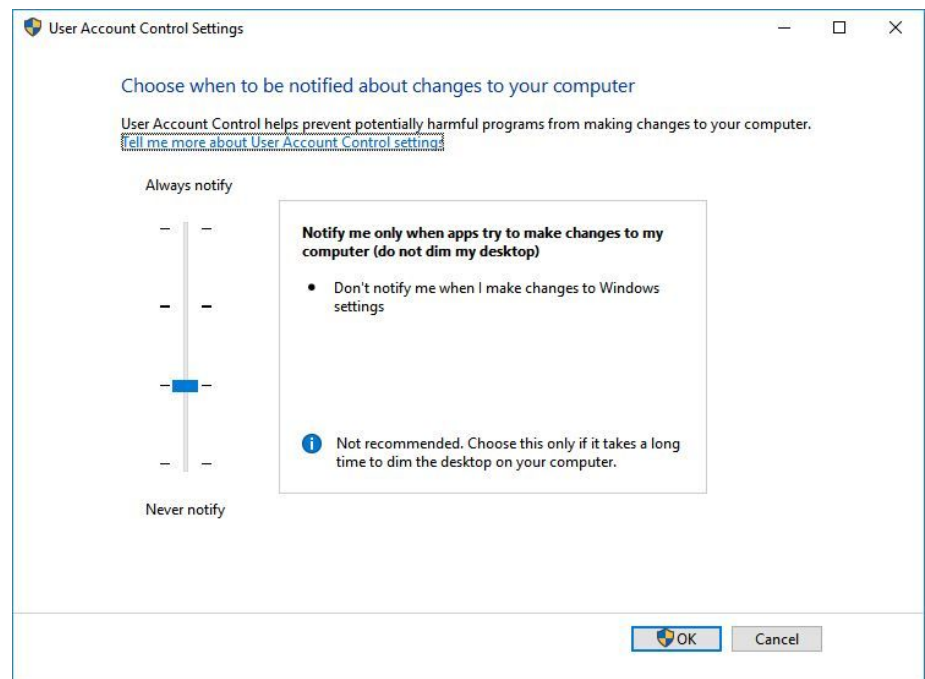 User Account Control Settings
Choose when to be notified about changes to your computer
User Account Control helps prevent potentially harmful programs from making changes to your computer.
Tell me more about User Account Control settings
Always notify
Notify me only when apps try to make changes to my
computer (do not dim my desktop)
• Don't notify me when I make changes to Windows
settings
Not recommended. Choose this only if it takes a long
time to dim the desktop on your computer.
Never notify
OK
Cancel